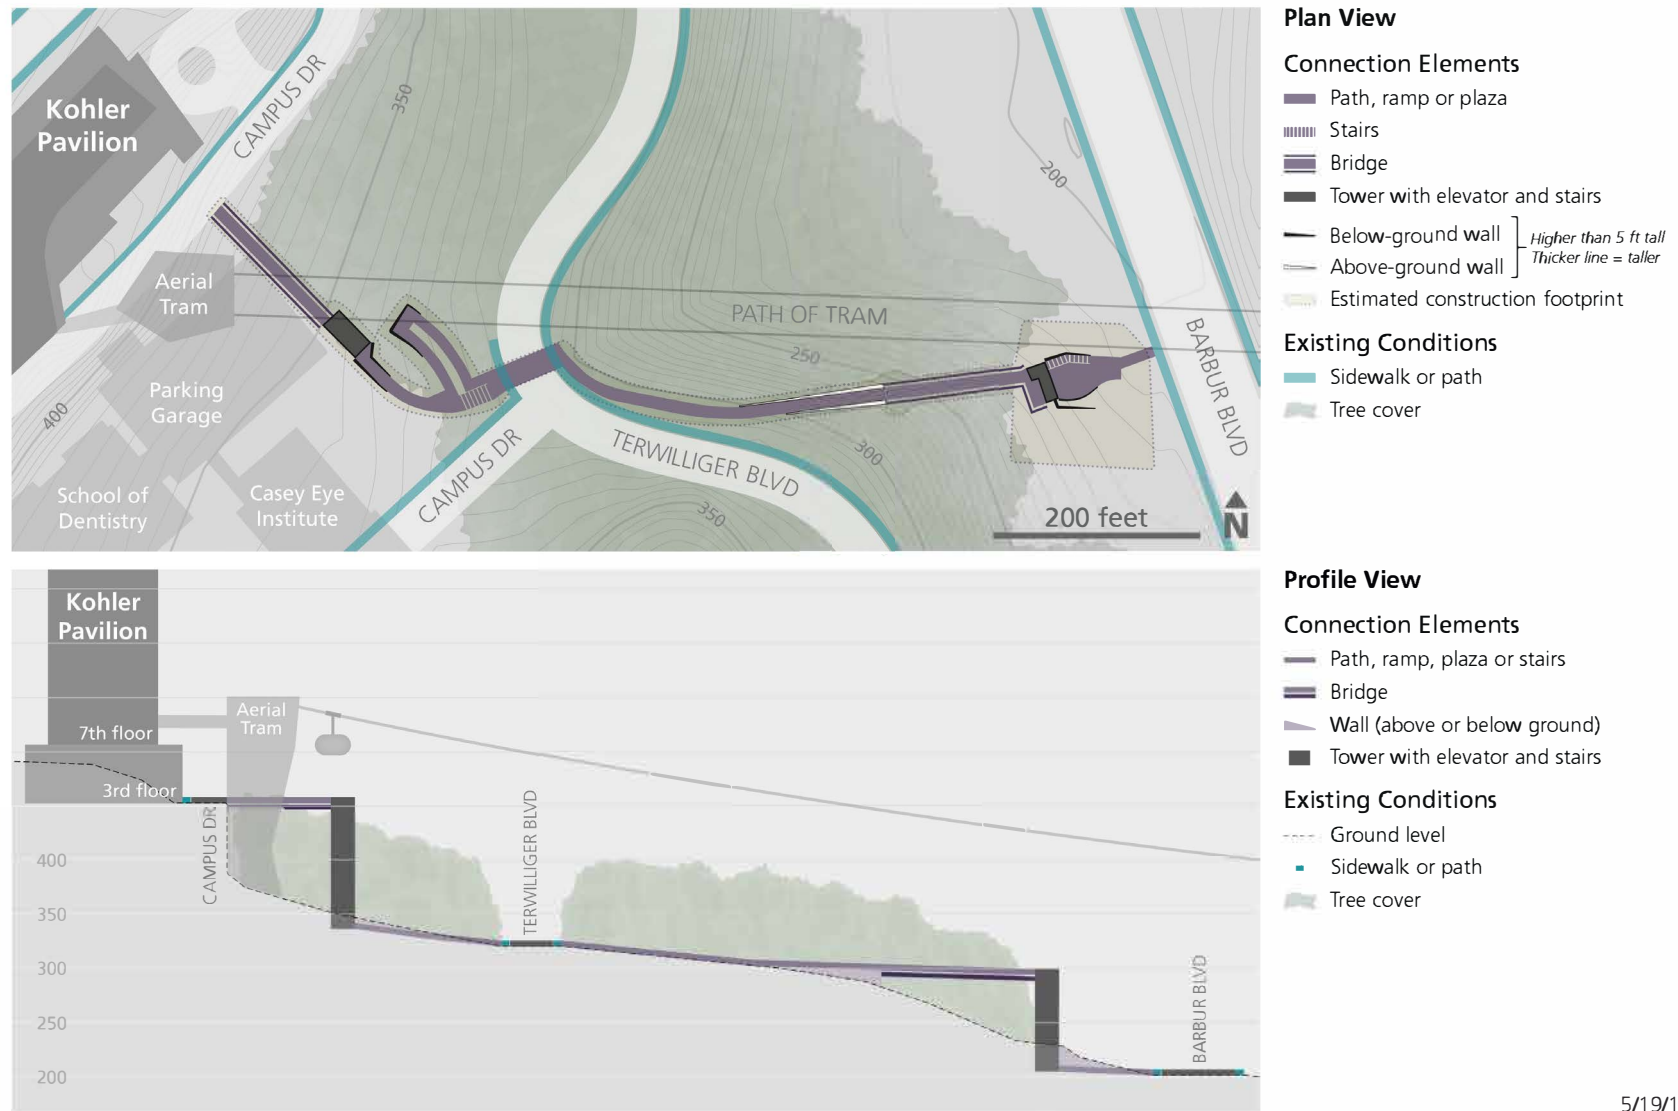 Kohler
Pavilion
CAMPUS DR
350
200
Aerial
Tram
PATH OF TRAM
250
BARBUR BLVD
Parking
Garage
400
300
TERWILLIGER BLVD
CAMPUS DR
School of
Dentistry
Casey Eye
Institute
350
200 feet
N
Plan View
Connection Elements
Path, ramp or plaza
Stairs
Bridge
Tower with elevator and stairs
Below-ground wall
Above-ground wall
Higher than 5 ft tall
Thicker line = taller
Estimated construction footprint
Existing Conditions
Sidewalk or path
Tree cover
Kohler
Pavilion
7th floor
3rd floor
Aerial
Tram
CAMPUS DR
TERWILLIGER BLVD
BARBUR BLVD
400
350
300
250
200
Profile View
Connection Elements
Path, ramp, plaza or stairs
Bridge
Wall (above or below ground)
Tower with elevator and stairs
Existing Conditions
Ground level
Sidewalk or path
Tree cover
5/19/1